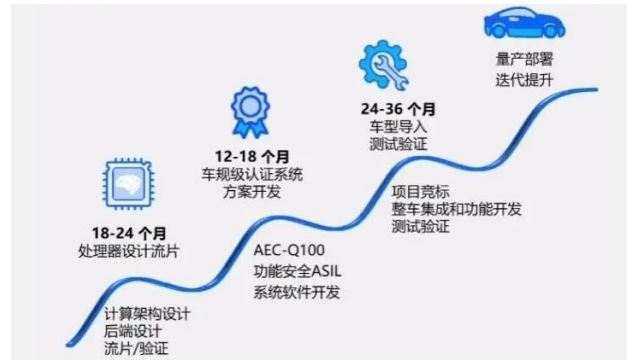 量产部署
迭代提升
24-36 个月
车型导入
测试验证
12-18 个月
车规级认证系统
方案开发
18-24 个月
处理器设计流片
项目竞标
整车集成和功能开发
测试验证
AEC-Q100
功能安全ASIL
系统软件开发
计算架构设计
后端设计
流片/验证